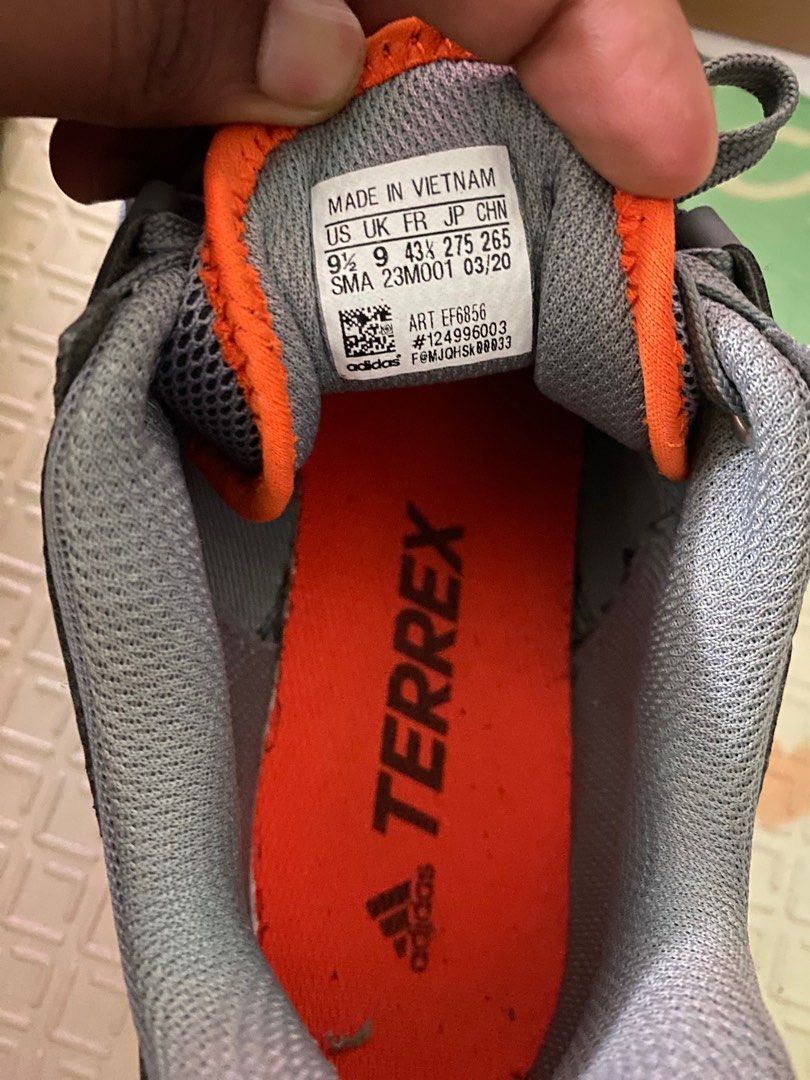 MADE IN VIETNAM
US UK FR JP CHN
9½ 9 43⅓ 275 265
SMA 23M001 03/20
ART EF6856
#124996003
adidas
TERREX
adidas